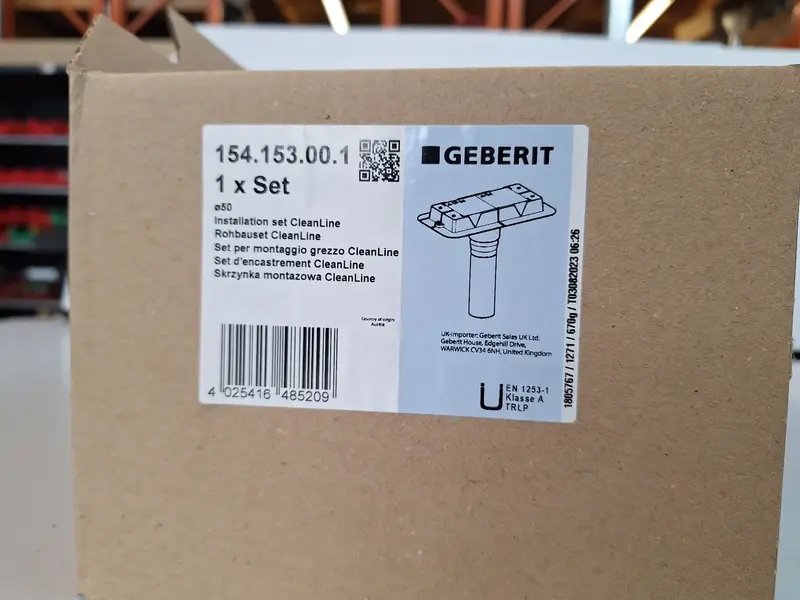 154.153.00.1
1 x Set
ø50
Installation set CleanLine
Rohbauset CleanLine
Set per montaggio grezzo CleanLine
Set d'encastrement CleanLine
Skrzynka montazowa CleanLine
Country of origin
Austria
4 025416 485209
GEBERIT
UK-Importer: Geberit Sales UK Ltd.
Geberit House, Edgehill Drive,
WARWICK CV34 6NH, United Kingdom
Ü EN 1253-1
Klasse A
TRLP
1805767 / 1271 / 670g / T03082023 06:26